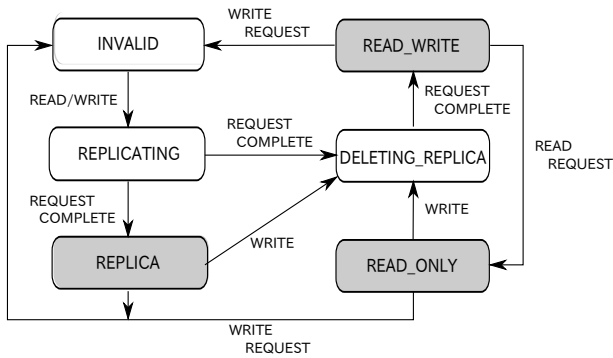 WRITE
REQUEST
INVALID
READ_WRITE
READ/WRITE
REQUEST
COMPLETE
REQUEST
COMPLETE
REPLICATING
DELETING_REPLICA
READ
REQUEST
REQUEST
COMPLETE
WRITE
WRITE
REPLICA
READ_ONLY
WRITE
REQUEST